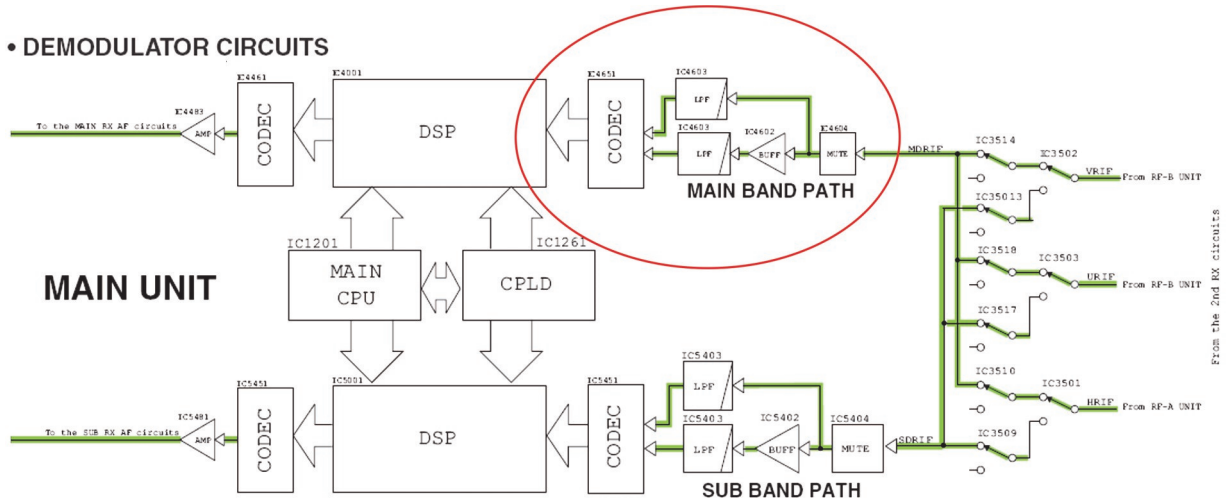 • DEMODULATOR CIRCUITS
IC4461
IC4001
IC4651
IC4603
IC4483
To the MAIN RX AF circuits
AMP
CODEC
DSP
CODEC
LPF
IC4603
LPF
IC4602
BUFF
IC4604
MUTE
MDRIF
MAIN BAND PATH
IC3514
IC3502
VRIF
From RF-B UNIT
IC35013
IC3518
IC3503
URIF
From RF-B UNIT
IC3517
IC3510
IC3501
HRIF
From RF-A UNIT
IC3509
From the 2nd RX circuits
MAIN UNIT
IC1201
MAIN
CPU
IC1261
CPLD
IC5451
IC5001
IC5451
IC5403
IC5481
To the SUB RX AF circuits
AMP
CODEC
DSP
CODEC
LPF
IC5403
LPF
IC5402
BUFF
IC5404
MUTE
SDRIF
SUB BAND PATH